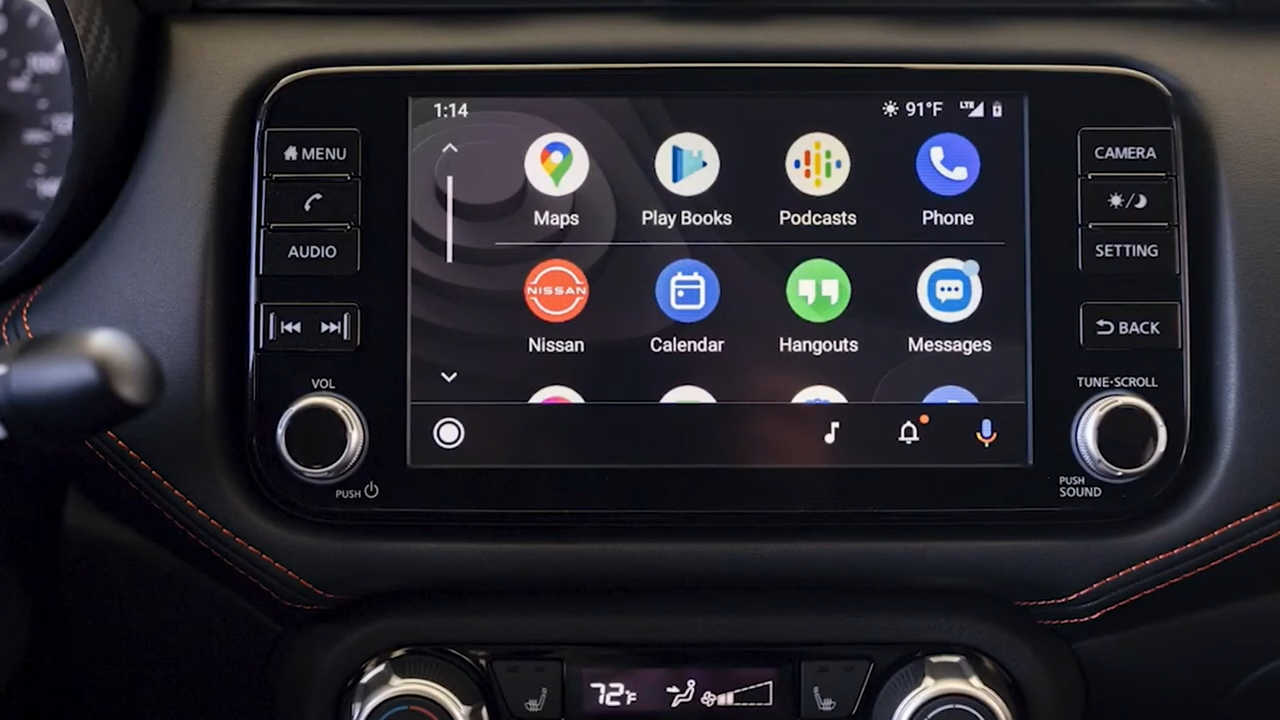 1:14
91°F LTE
MENU
AUDIO
VOL
PUSH
Maps
Play Books
Podcasts
Phone
NISSAN
Nissan
Calendar
Hangouts
Messages
CAMERA
SETTING
BACK
TUNE·SCROLL
PUSH
SOUND
72°F